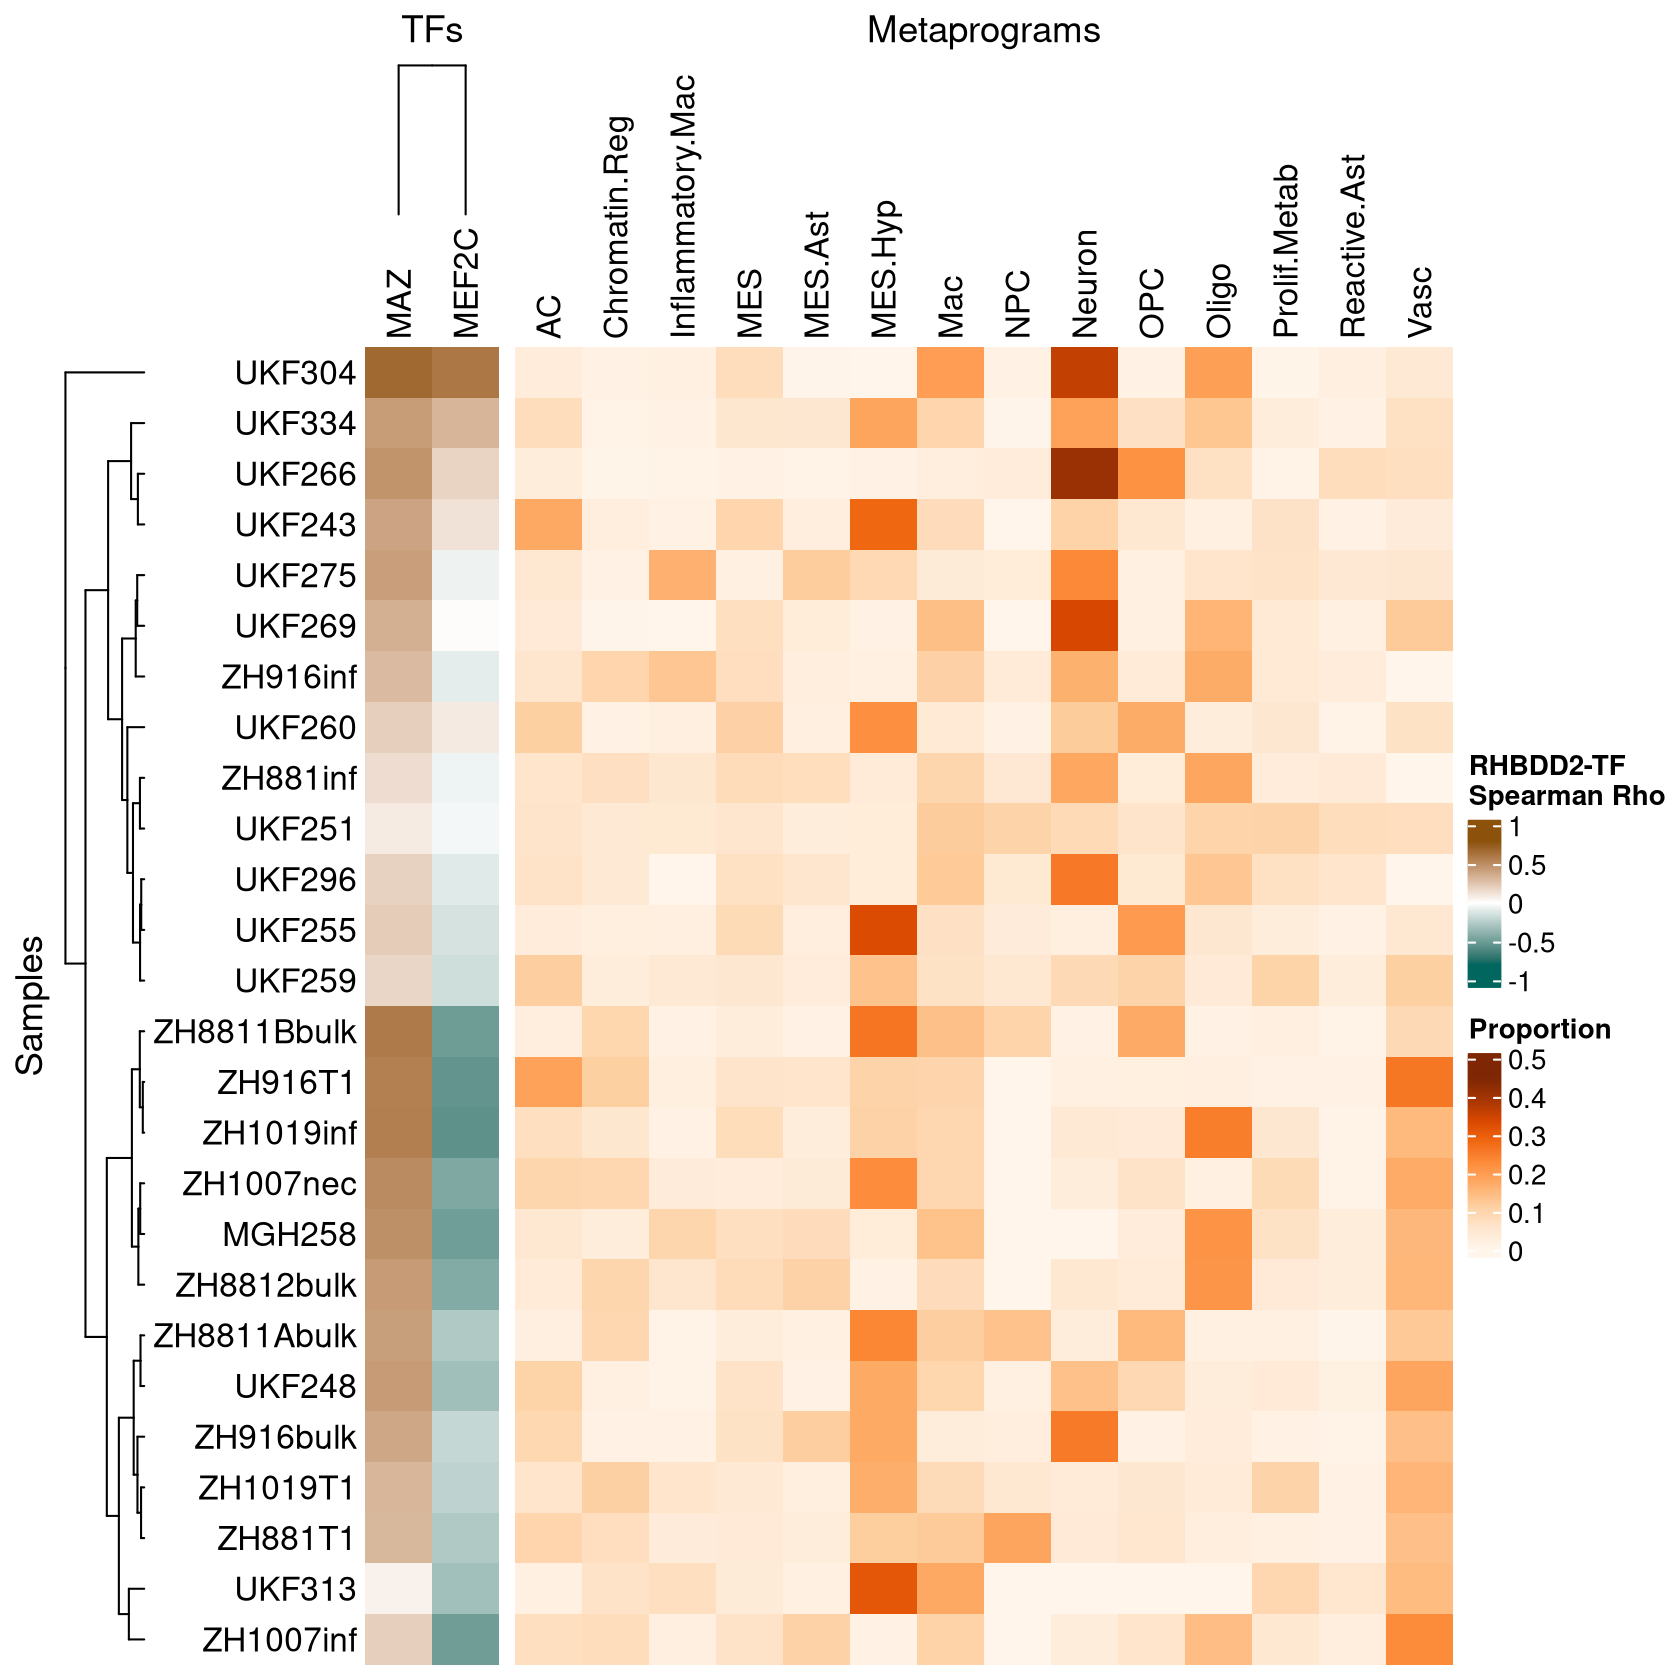 TFs
Metaprograms
MAZ
MEF2C
AC
Chromatin.Reg
Inflammatory.Mac
MES
MES.Ast
MES.Hyp
Mac
NPC
Neuron
OPC
Oligo
Prolif.Metab
Reactive.Ast
Vasc
Samples
UKF304
UKF334
UKF266
UKF243
UKF275
UKF269
ZH916inf
UKF260
ZH881inf
UKF251
UKF296
UKF255
UKF259
ZH8811Bbulk
ZH916T1
ZH1019inf
ZH1007nec
MGH258
ZH8812bulk
ZH8811Abulk
UKF248
ZH916bulk
ZH1019T1
ZH881T1
UKF313
ZH1007inf
RHBDD2-TF
Spearman Rho
1
0.5
0
-0.5
-1
Proportion
0.5
0.4
0.3
0.2
0.1
0